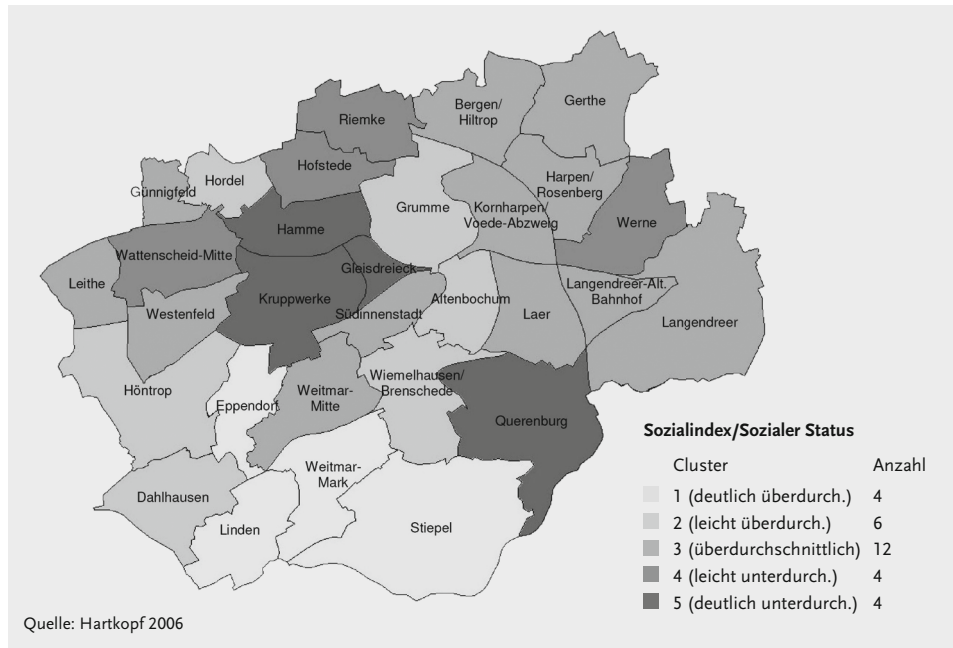 Riemke
Bergen/
Hiltrop
Gerthe
Hofstede
Günnigfeld
Hordel
Harpen/
Rosenberg
Grumme
Kornharpen/
Voede-Abzweig
Werne
Hamme
Wattenscheid-Mitte
Gleisdreieck
Leithe
Kruppwerke
Altenbochum
Langendreer-Alt.
Bahnhof
Westenfeld
Südinnenstadt
Laer
Langendreer
Höntrop
Eppendorf
Weitmar-
Mitte
Wiemelhausen/
Brenschede
Querenburg
Weitmar-
Mark
Dahlhausen
Linden
Stiepel
Sozialindex/Sozialer Status
Cluster Anzahl
1 (deutlich überdurch.) 4
2 (leicht überdurch.) 6
3 (überdurchschnittlich) 12
4 (leicht unterdurch.) 4
5 (deutlich unterdurch.) 4
Quelle: Hartkopf 2006